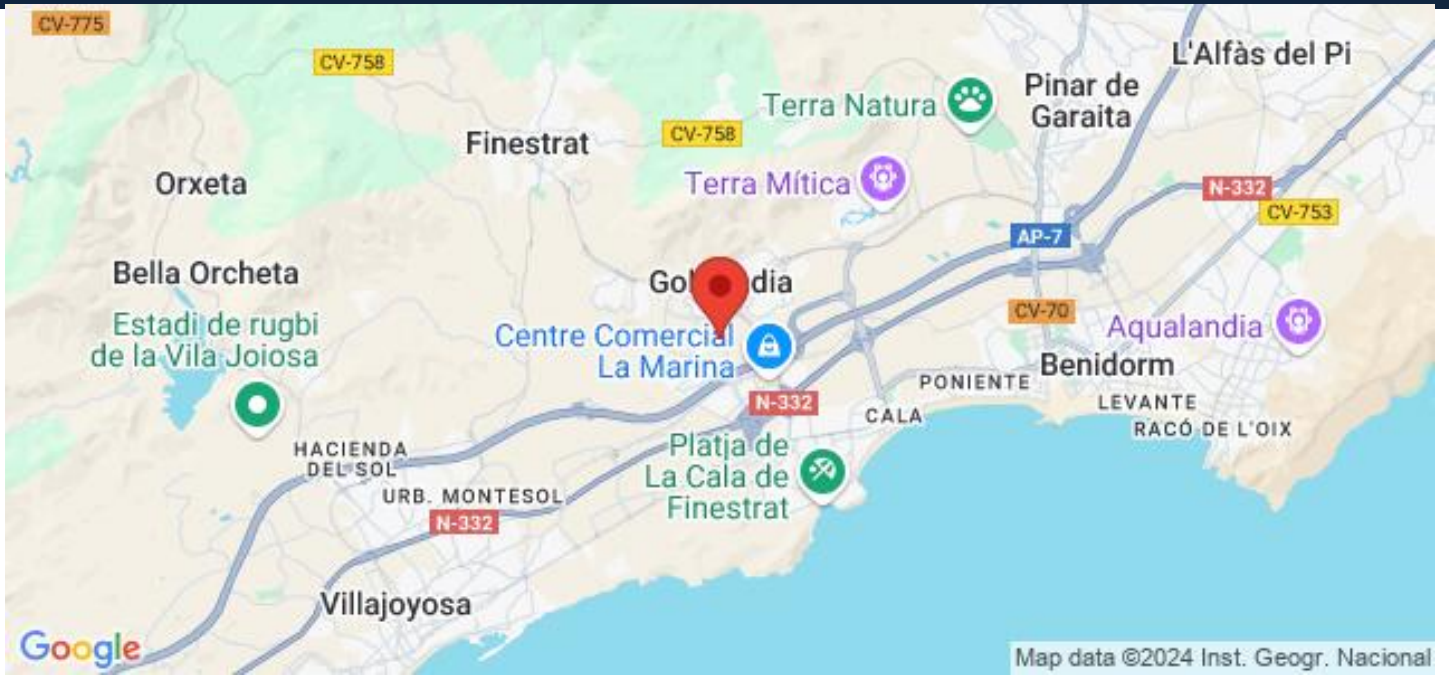 CV-775
CV-758
L'Alfàs del Pi
Terra Natura
Pinar de
Garaita
Finestrat
CV-758
Orxeta
Terra Mítica
N-332
CV-753
AP-7
Bella Orcheta
Estadi de rugbi
de la Vila Joiosa
CV-70
Aqualandia
Centre Comercial
La Marina
Benidorm
PONIENTE
LEVANTE
N-332
CALA
RACÓ DE L'OIX
HACIENDA
DEL SOL
Platja de
La Cala de
Finestrat
URB. MONTESOL
N-332
Villajoyosa
Google
Map data ©2024 Inst. Geogr. Nacional